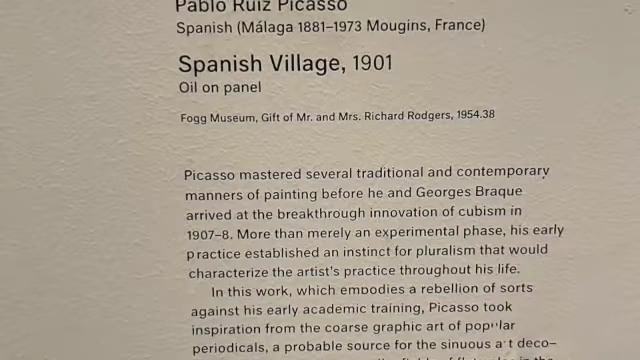 Pablo Ruiz Picasso
Spanish (Málaga 1881–1973 Mougins, France)
Spanish Village, 1901
Oil on panel
Fogg Museum, Gift of Mr. and Mrs. Richard Rodgers, 1954.38
Picasso mastered several traditional and contemporary
manners of painting before he and Georges Braque
arrived at the breakthrough innovation of cubism in
1907–8. More than merely an experimental phase, his early
practice established an instinct for pluralism that would
characterize the artist's practice throughout his life.
In this work, which embodies a rebellion of sorts
against his early academic training, Picasso took
inspiration from the coarse graphic art of popular
periodicals, a probable source for the sinuous art deco–